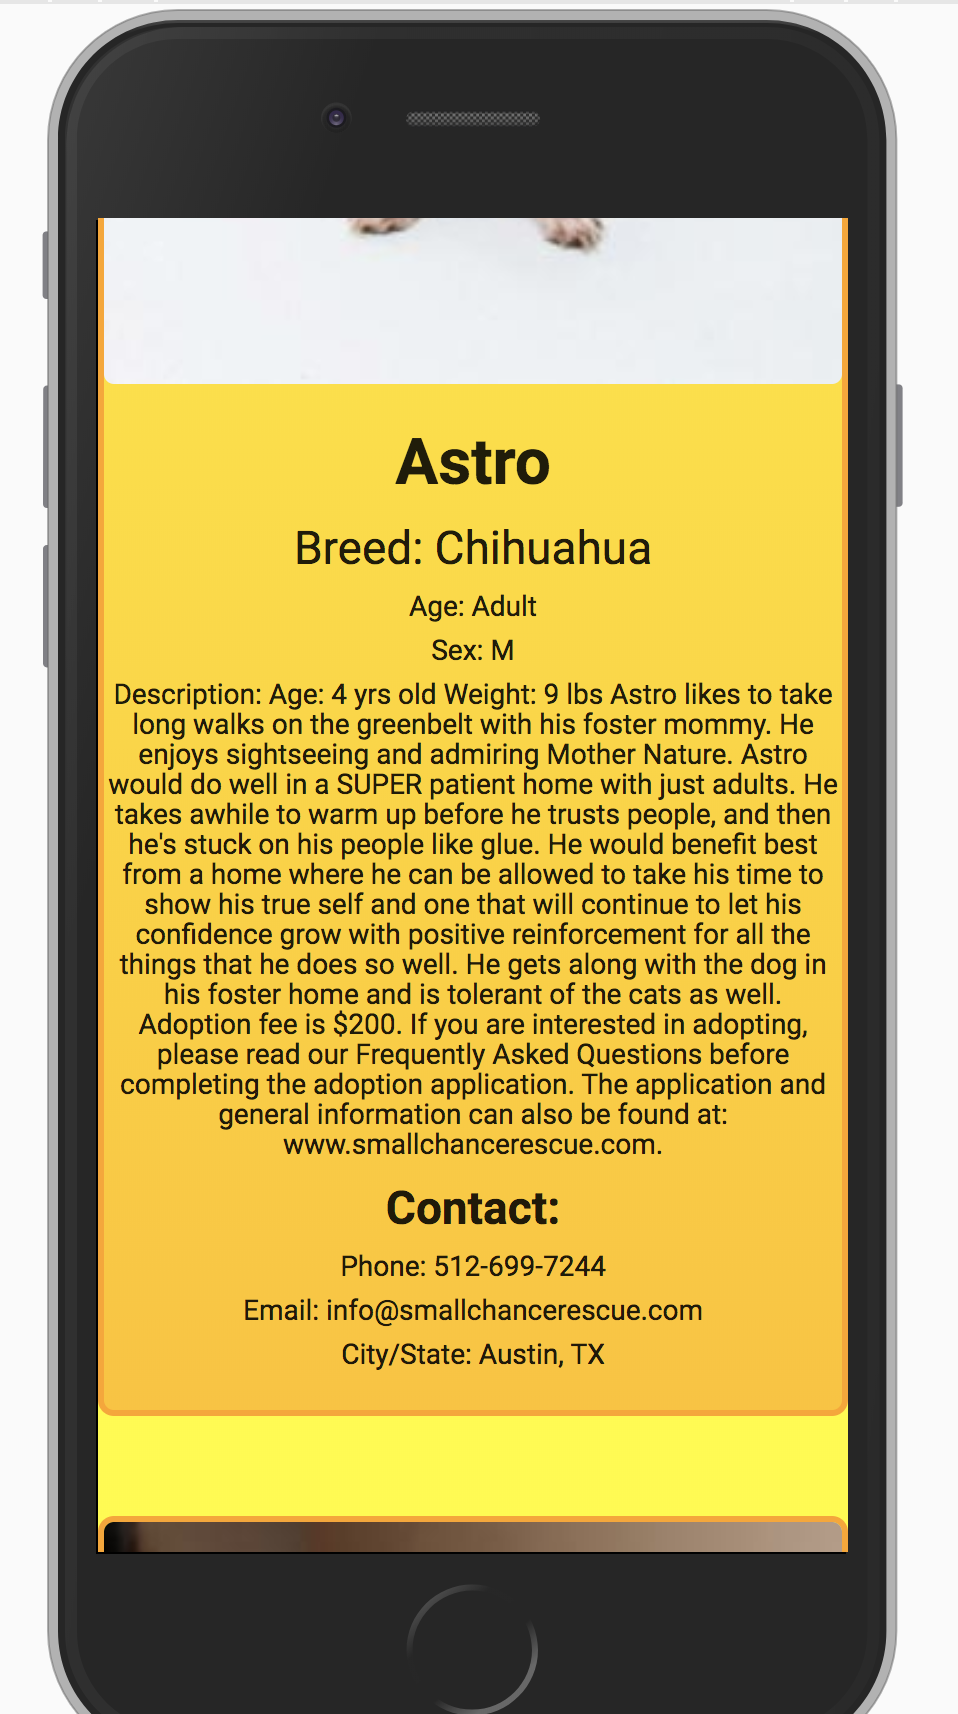 Astro
Breed: Chihuahua
Age: Adult
Sex: M
Description: Age: 4 yrs old Weight: 9 lbs Astro likes to take
long walks on the greenbelt with his foster mommy. He
enjoys sightseeing and admiring Mother Nature. Astro
would do well in a SUPER patient home with just adults. He
takes awhile to warm up before he trusts people, and then
he's stuck on his people like glue. He would benefit best
from a home where he can be allowed to take his time to
show his true self and one that will continue to let his
confidence grow with positive reinforcement for all the
things that he does so well. He gets along with the dog in
his foster home and is tolerant of the cats as well.
Adoption fee is $200. If you are interested in adopting,
please read our Frequently Asked Questions before
completing the adoption application. The application and
general information can also be found at:
www.smallchancerescue.com.
Contact:
Phone: 512-699-7244
Email: info@smallchancerescue.com
City/State: Austin, TX